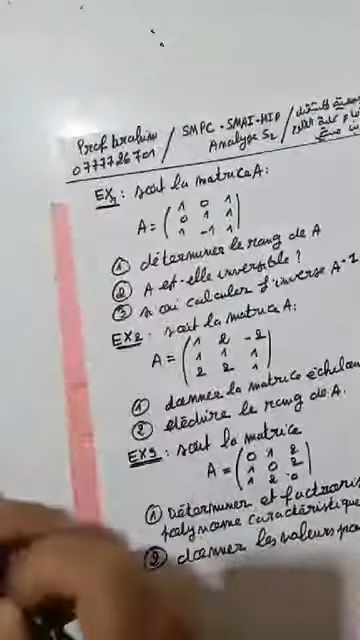 Prof brahim / SMPC - SMAI - MIP /
0777726701 / Analyse S2 /
EX1: soit la matrice A:
A = ( 1 0 1
0 1 1
1 -1 1 )
① déterminer le rang de A
② A est-elle inversible ?
③ si oui calculer l'inverse A⁻¹
EX2: soit la matrice A:
A = ( 1 2 -2
1 1 1
2 2 1 )
① donner la matrice
② déduire le rang de A.
EX3: soit la matrice
A = ( 0 1 2
1 0 2
1 2 0 )
① Déterminer et
polynome caractéristique
② donner les valeurs